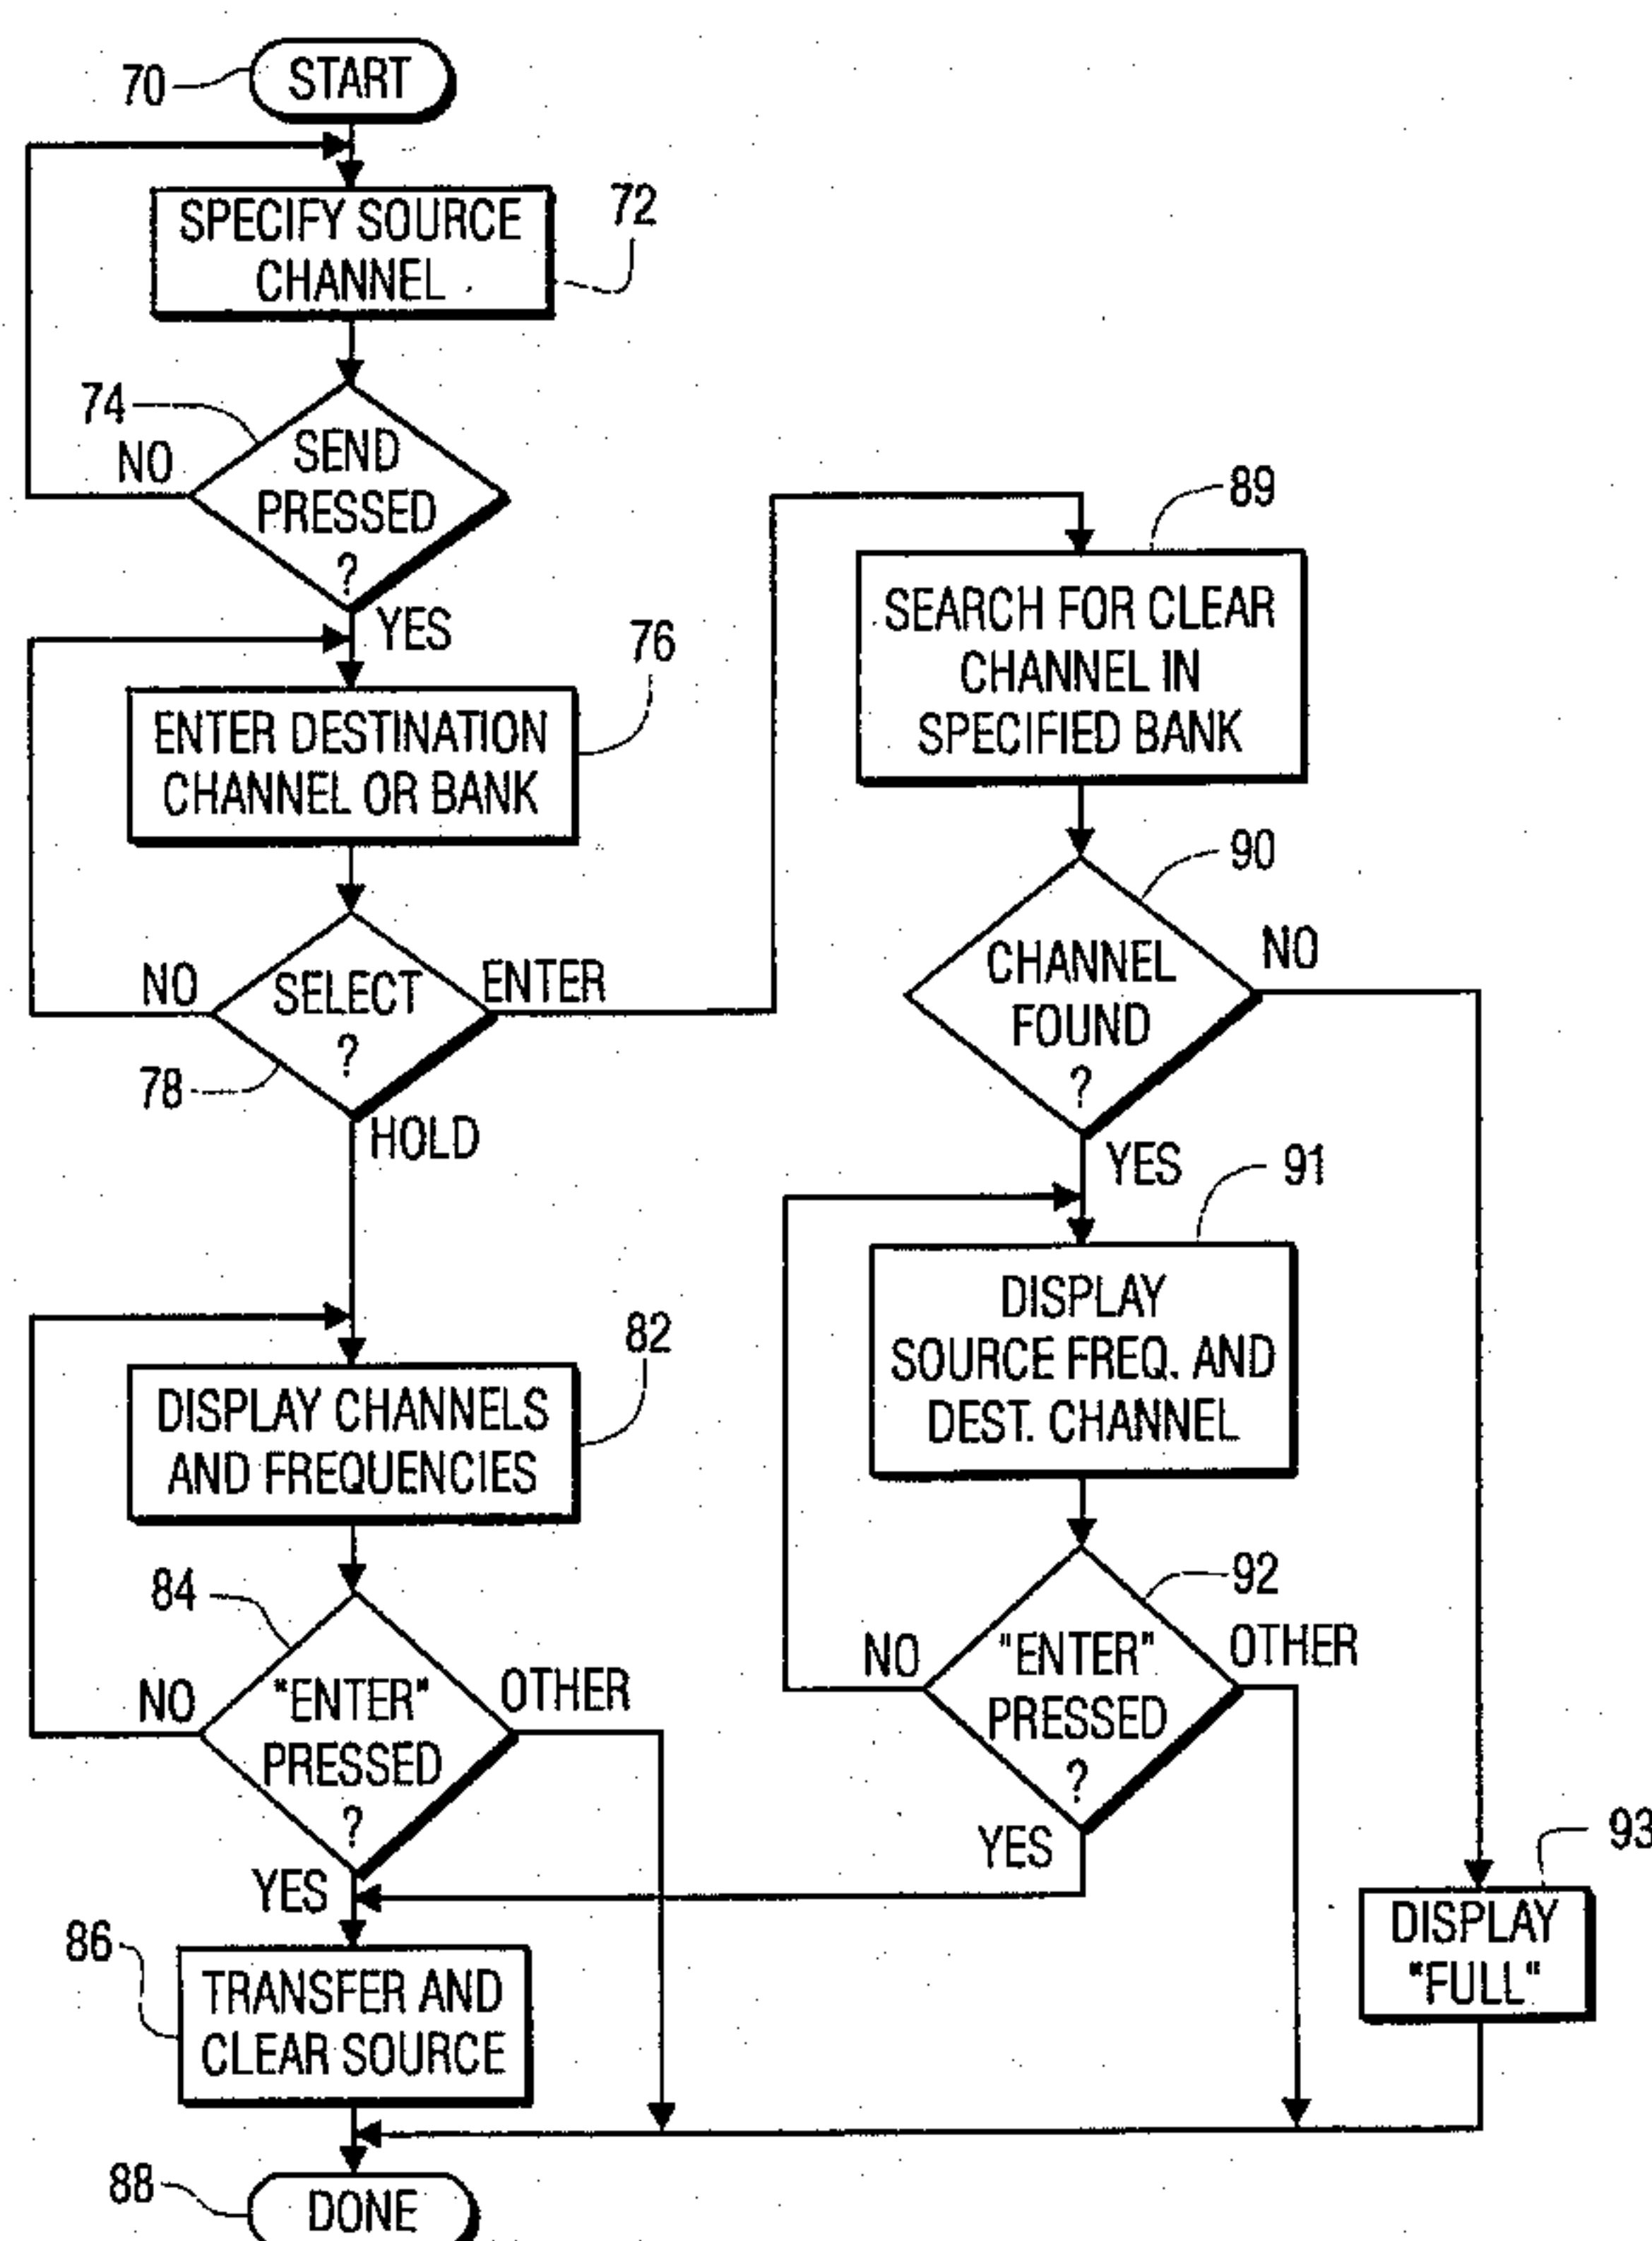 70
START
SPECIFY SOURCE
CHANNEL
72
74
NO
SEND
PRESSED
?
YES
76
ENTER DESTINATION
CHANNEL OR BANK
NO
SELECT
?
ENTER
78
HOLD
82
DISPLAY CHANNELS
AND FREQUENCIES
84
NO
"ENTER"
PRESSED
?
OTHER
YES
86
TRANSFER AND
CLEAR SOURCE
88
DONE
89
SEARCH FOR CLEAR
CHANNEL IN
SPECIFIED BANK
90
CHANNEL
FOUND
?
NO
YES
91
DISPLAY
SOURCE FREQ. AND
DEST. CHANNEL
92
NO
"ENTER"
PRESSED
?
OTHER
YES
93
DISPLAY
"FULL"